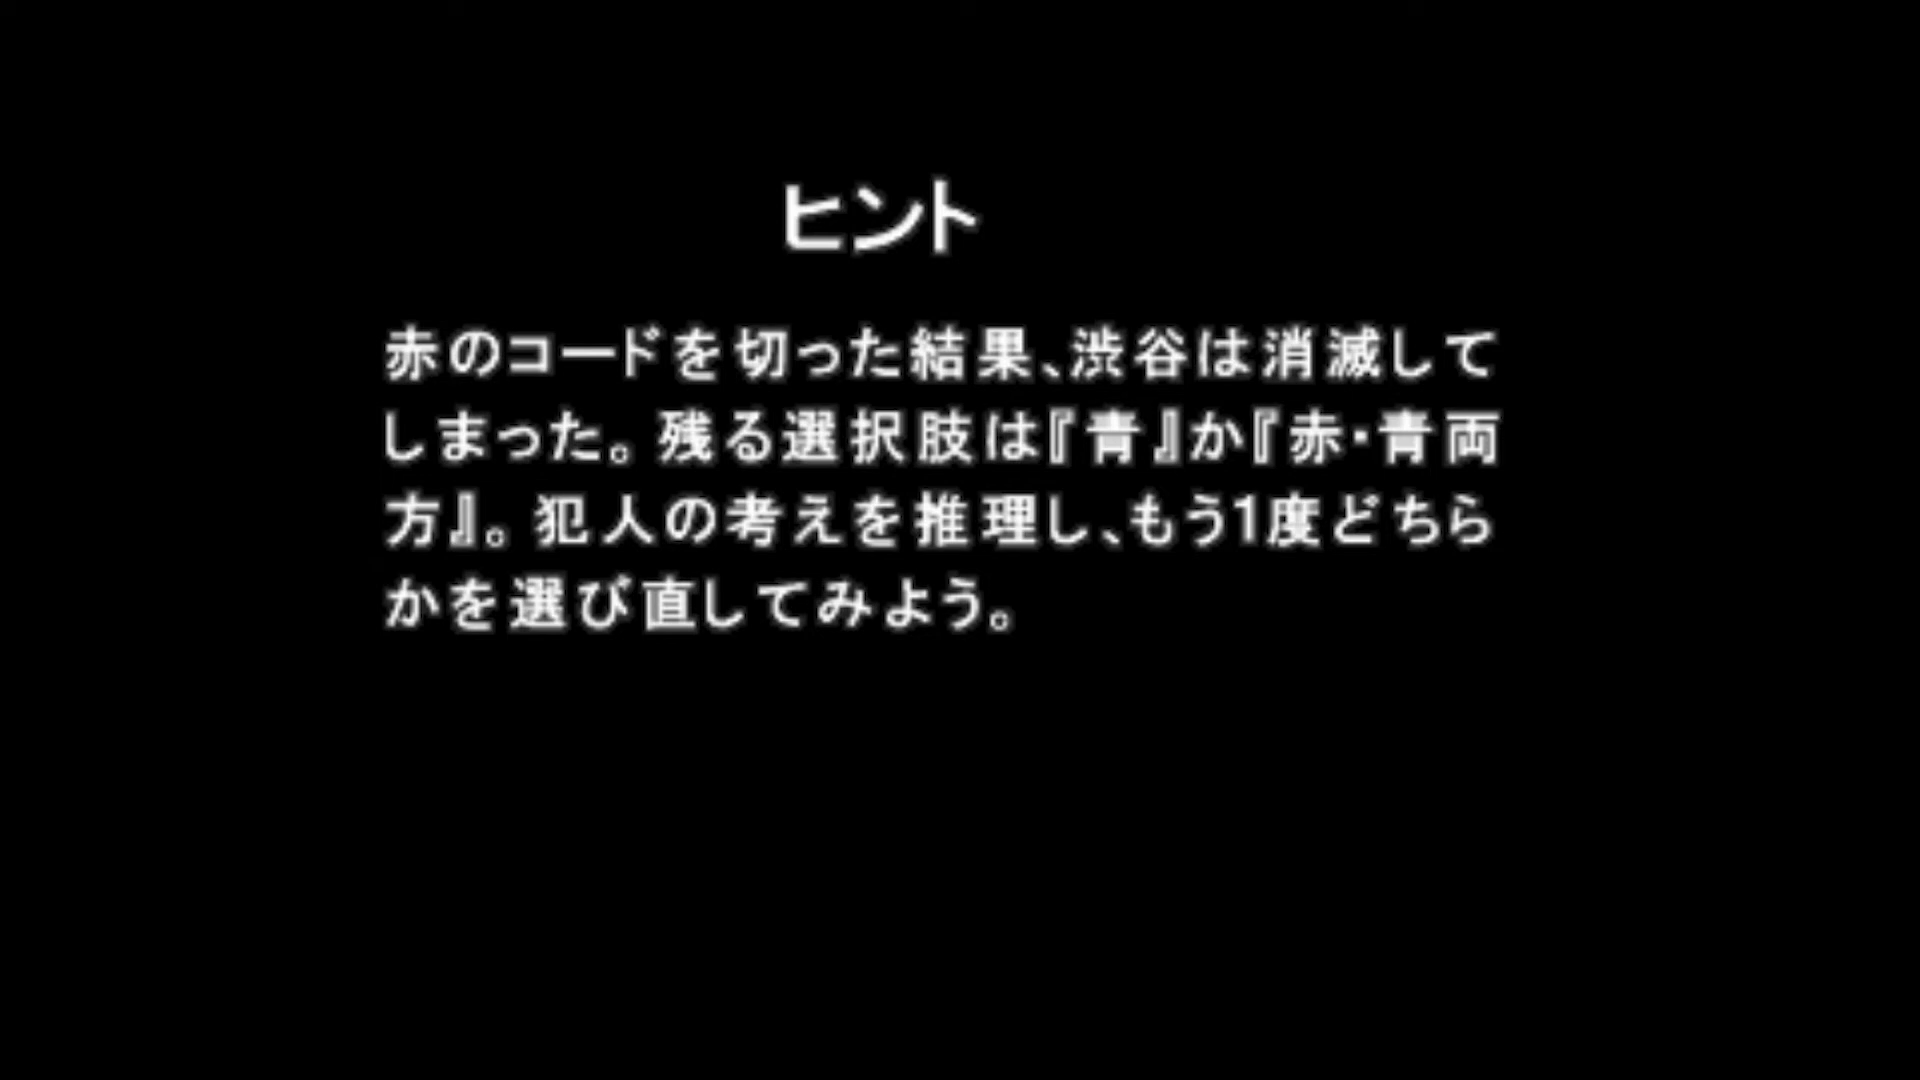 ヒント
赤のコードを切った結果、渋谷は消滅して
しまった。残る選択肢は『青』か『赤・青両
方』。犯人の考えを推理し、もう1度どちら
かを選び直してみよう。